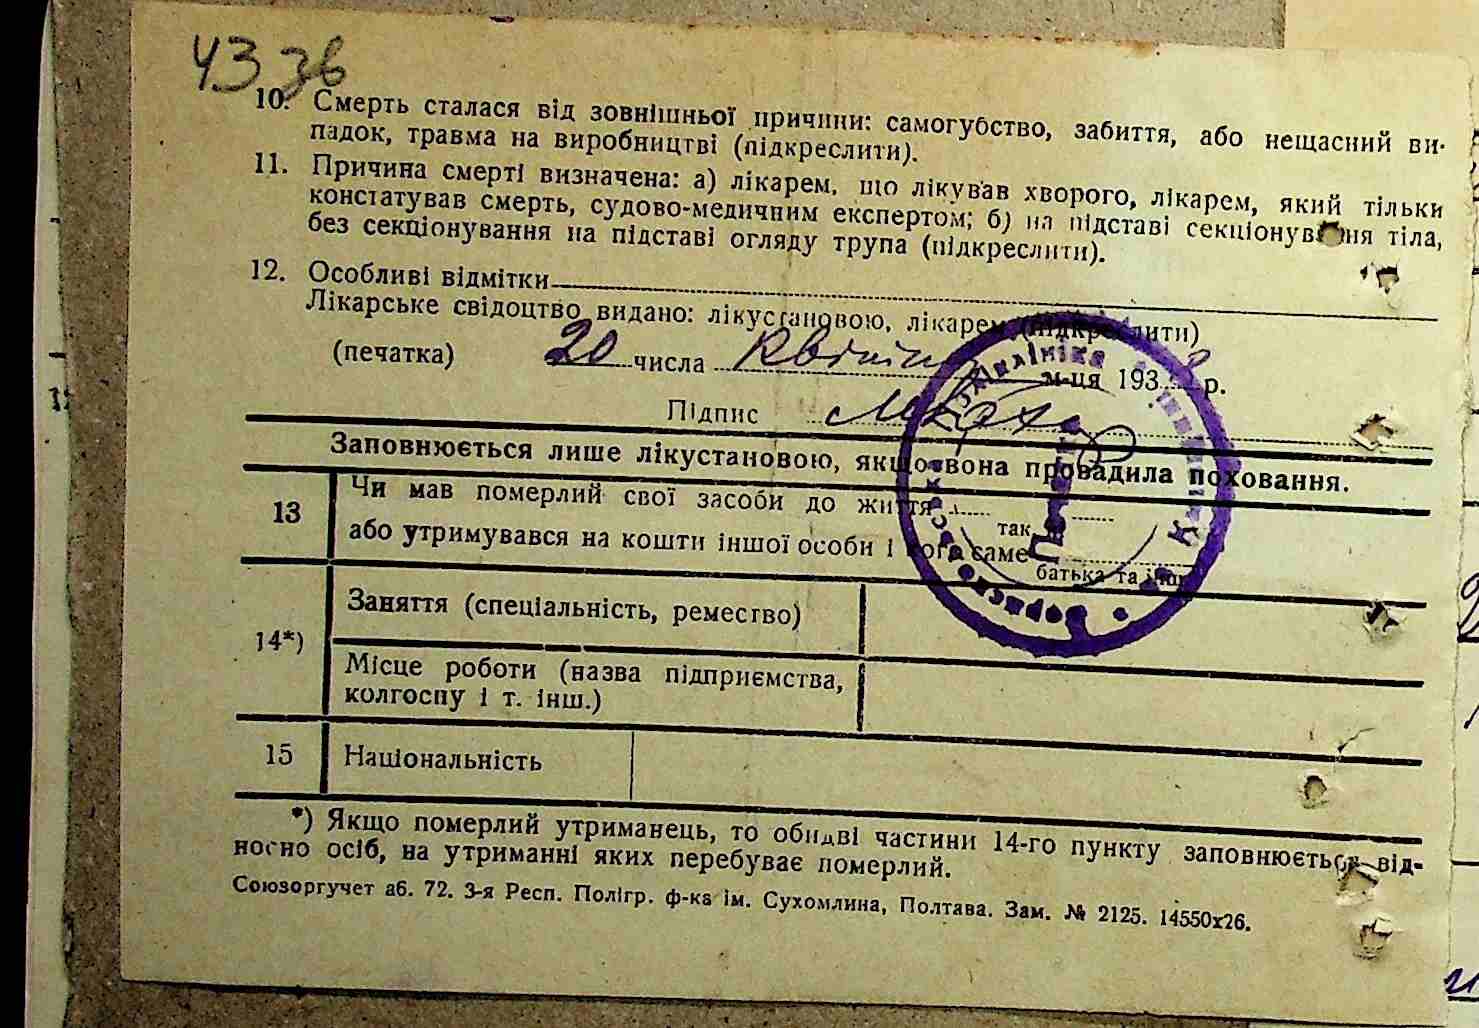 43 зв
10. Смерть сталася від зовнішньої причини: самогубство, забиття, або нещасний ви-
падок, травма на виробництві (підкреслити).
11. Причина смерті визначена: а) лікарем, що лікував хворого, лікарем, який тільки
констатував смерть, судово-медичним експертом; б) на підставі секціонування тіла,
без секціонування на підставі огляду трупа (підкреслити).
12. Особливі відмітки
Лікарське свідоцтво видано: лікустановою, лікарем (підкреслити)
(печатка) 20 числа Квітня м-ця 193 р.
Підпис
Заповнюється лише лікустановою, якщо вона провадила поховання.
13 Чи мав померлий свої засоби до життя
так
або утримувався на кошти іншої особи і кого саме
батька та інш.
14*) Заняття (спеціальність, ремество)
Місце роботи (назва підприємства,
колгоспу і т. інш.)
15 Національність
*) Якщо померлий утриманець, то обидві частини 14-го пункту заповнюється від-
носно осіб, на утриманні яких перебуває померлий.
Союзоргучет аб. 72. 3-я Респ. Полігр. ф-ка ім. Сухомлина, Полтава. Зам. № 2125. 14550х26.